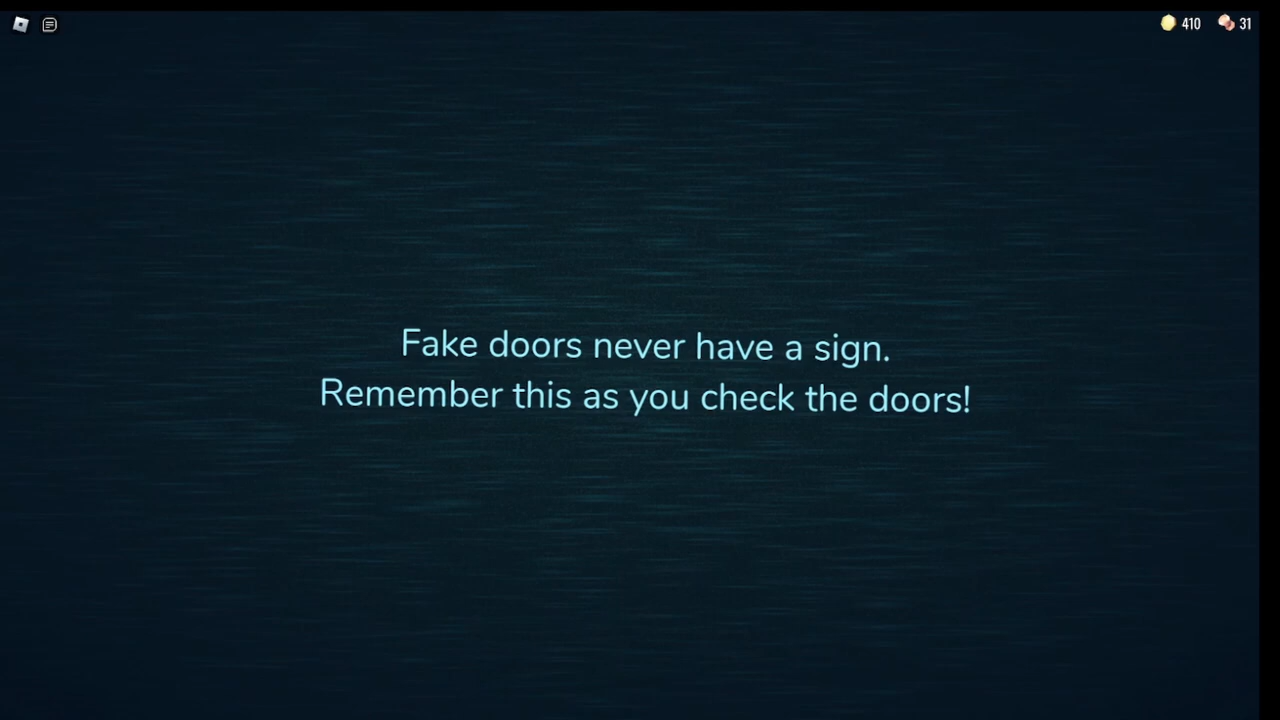 410 31
Fake doors never have a sign.
Remember this as you check the doors!